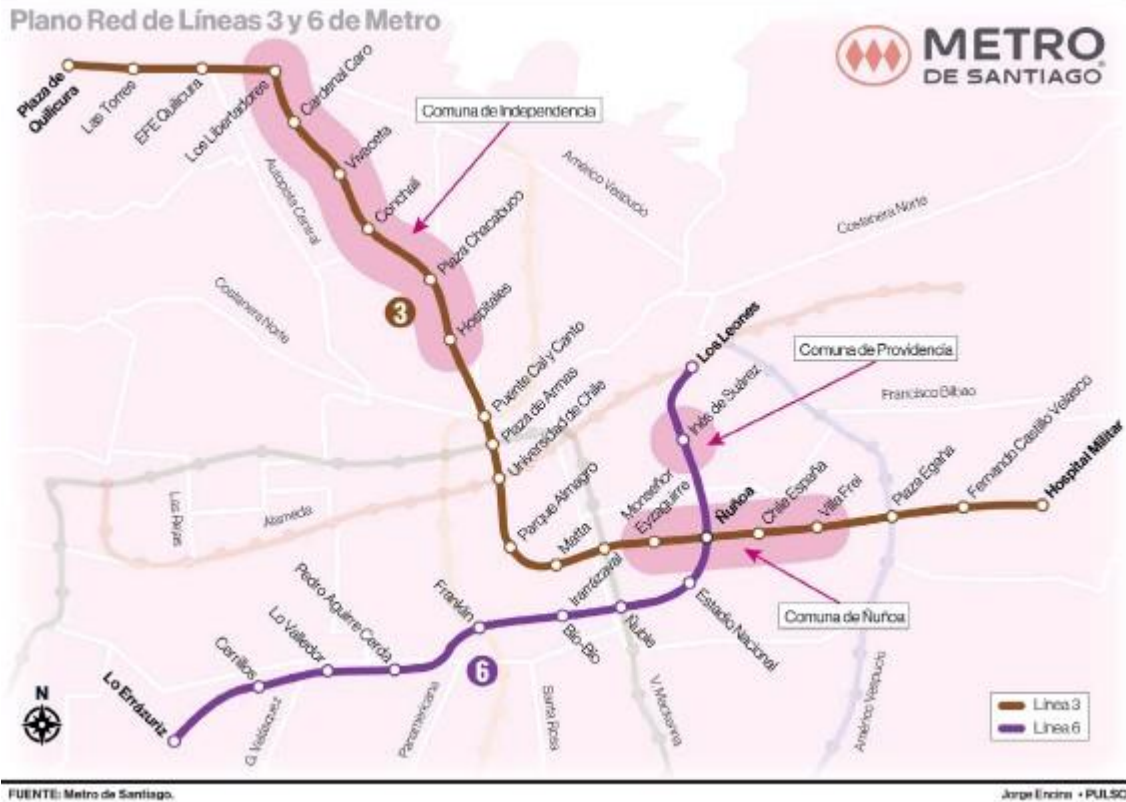 Plano Red de Líneas 3 y 6 de Metro
METRO
DE SANTIAGO
Plaza de
Quilicura
Las Torres
EFE Quilicura
Los Libertadores
Cardenal Caro
Vivaceta
Conchalí
Plaza Chacabuco
Hospitales
Comuna de Independencia
Autopista Central
Américo Vespucio
Costanera Norte
Costanera Norte
3
Puente Cal y Canto
Plaza de Armas
Universidad de Chile
Parque Almagro
Matta
Irarrázaval
Monseñor
Eyzaguirre
Ñuñoa
Chile España
Villa Frei
Plaza Egaña
Fernando Castillo Velasco
Hospital Militar
Los Leones
Inés de Suárez
Comuna de Providencia
Francisco Bilbao
Las Rejas
Alameda
Comuna de Ñuñoa
Estadio Nacional
Ñuble
Bío-Bío
Franklin
Pedro Aguirre Cerda
Lo Valledor
Cerrillos
Lo Errázuriz
6
G. Velásquez
Panamericana
Santa Rosa
V. Mackenna
Américo Vespucio
N
Línea 3
Línea 6
FUENTE: Metro de Santiago.
Jorge Encina • PULSO